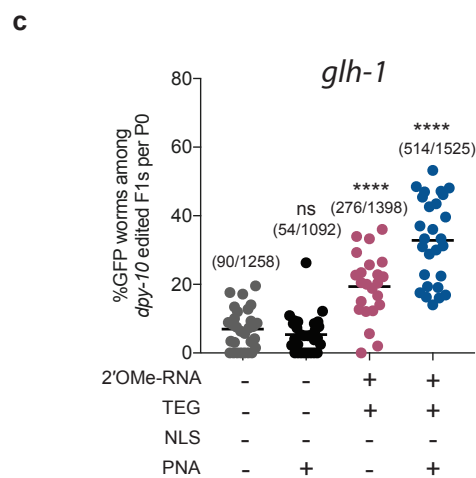 c
glh-1
%GFP worms among
dpy-10 edited F1s per P0
80
60
40
20
0
(90/1258)
ns
(54/1092)
****
(276/1398)
****
(514/1525)
2'OMe-RNA - - + +
TEG - - + +
NLS - - - -
PNA - + - +